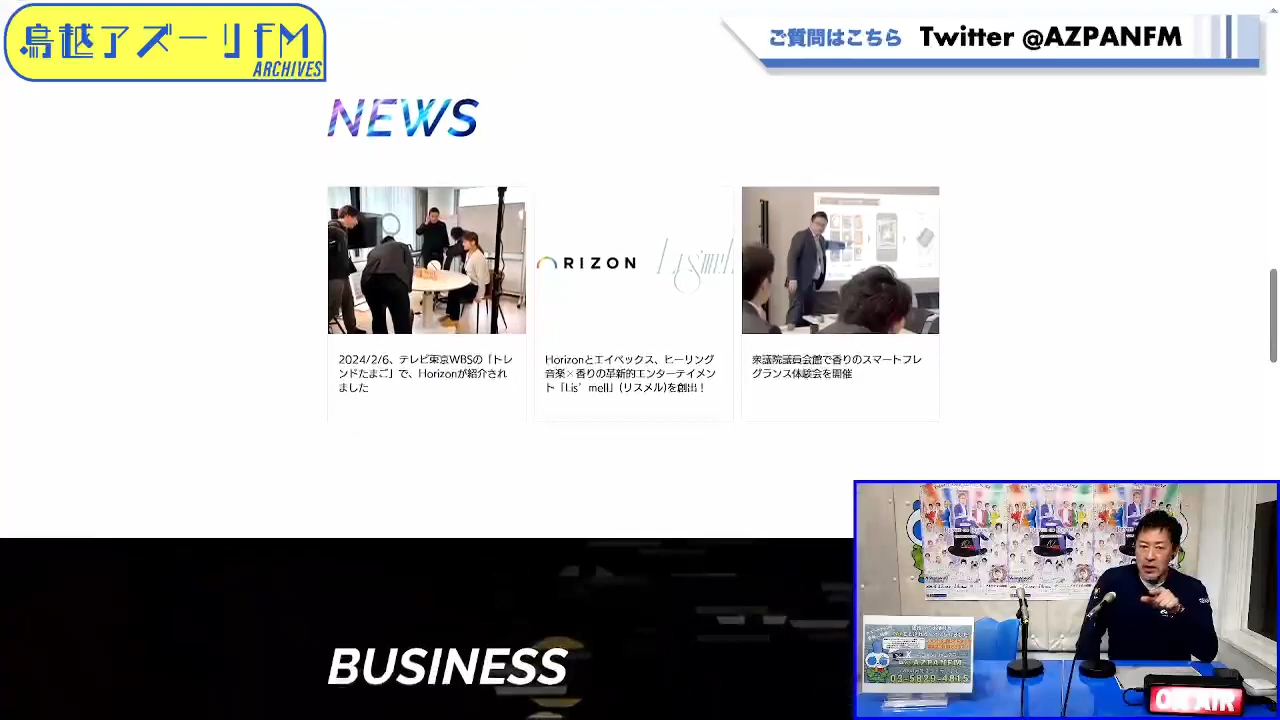 鳥越アズーリFM
ARCHIVES
ご質問はこちら Twitter @AZPANFM
NEWS
RIZON
Lis'mell
2024/2/6、テレビ東京WBSの「トレ
ンドたまご」で、Horizonが紹介され
ました
Horizonとエイベックス、ヒーリング
音楽×香りの革新的エンターテイメン
ト「Lis’mell」(リスメル)を創出！
衆議院議員会館で香りのスマートフレ
グランス体験会を開催
BUSINESS
@AZPANFM
03-5829-4815
ON AIR